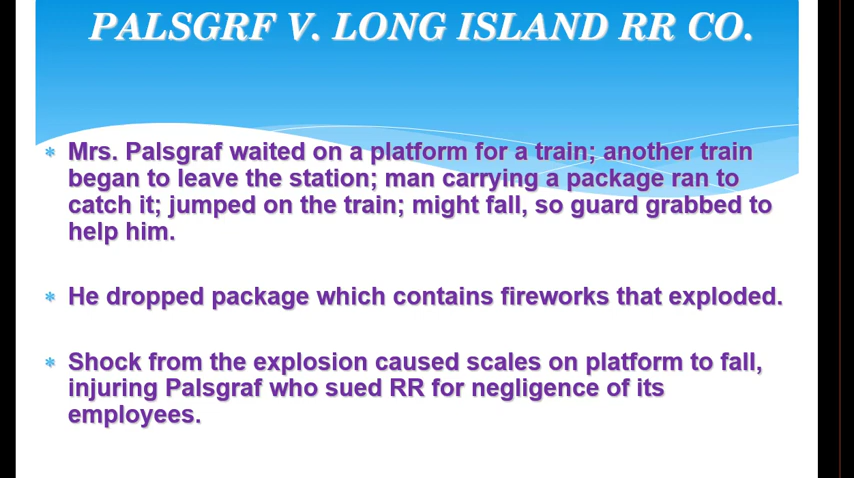 PALSGRF V. LONG ISLAND RR CO.
* Mrs. Palsgraf waited on a platform for a train; another train
began to leave the station; man carrying a package ran to
catch it; jumped on the train; might fall, so guard grabbed to
help him.
* He dropped package which contains fireworks that exploded.
* Shock from the explosion caused scales on platform to fall,
injuring Palsgraf who sued RR for negligence of its
employees.